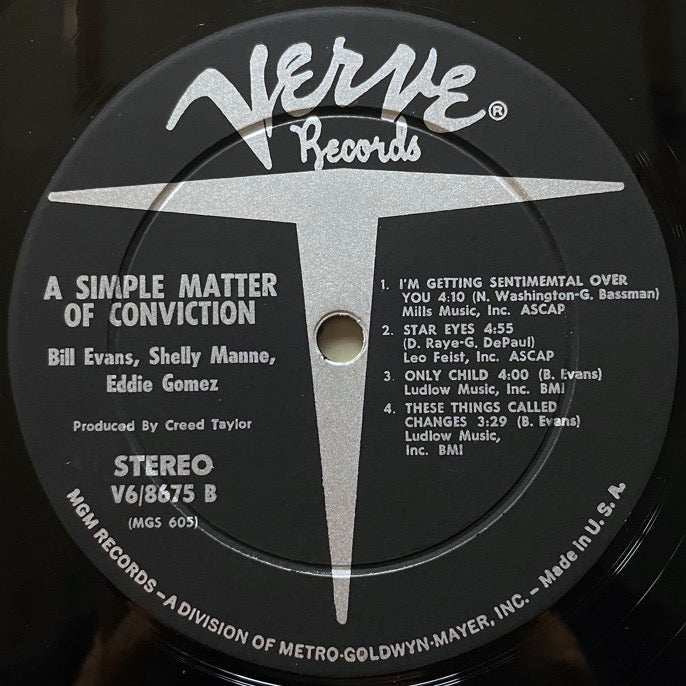 Verve®
Records
A SIMPLE MATTER
OF CONVICTION
Bill Evans, Shelly Manne,
Eddie Gomez
Produced By Creed Taylor
STEREO
V6/8675 B
(MGS 605)
1. I'M GETTING SENTIMEMTAL OVER
YOU 4:10 (N. Washington-G. Bassman)
Mills Music, Inc. ASCAP
2. STAR EYES 4:55
(D. Raye-G. DePaul)
Leo Feist, Inc. ASCAP
3. ONLY CHILD 4:00 (B. Evans)
Ludlow Music, Inc. BMI
4. THESE THINGS CALLED
CHANGES 3:29 (B. Evans)
Ludlow Music,
Inc. BMI
MGM RECORDS – A DIVISION OF METRO-GOLDWYN-MAYER, INC. – Made in U. S. A.